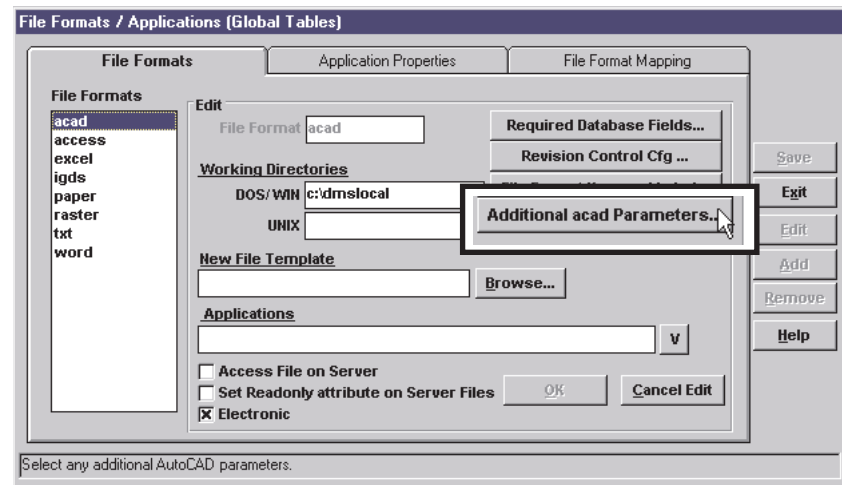 File Formats / Applications (Global Tables)
File Formats
Application Properties
File Format Mapping
File Formats
acad
access
excel
igds
paper
raster
txt
word
Edit
File Format acad
Required Database Fields...
Revision Control Cfg ...
Working Directories
DOS/ WIN c:\dmslocal
UNIX
Additional acad Parameters...
New File Template
Browse...
Applications
V
Access File on Server
Set Readonly attribute on Server Files
Electronic
OK
Cancel Edit
Save
Exit
Edit
Add
Remove
Help
Select any additional AutoCAD parameters.